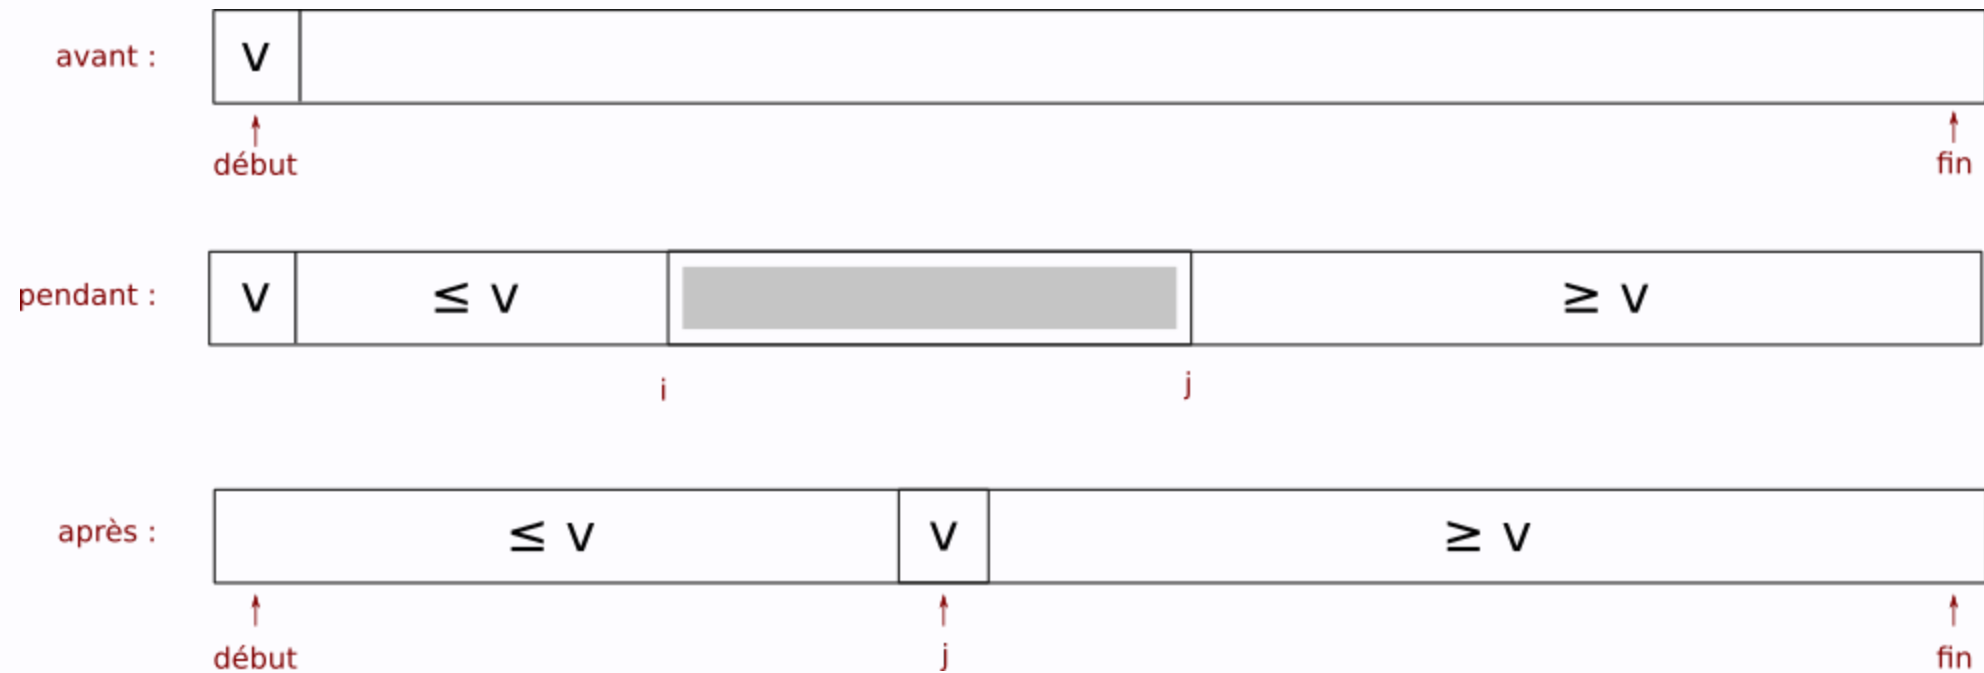 avant : v
début fin
pendant : v ≤ v ≥ v
i j
après : ≤ v v ≥ v
début j fin